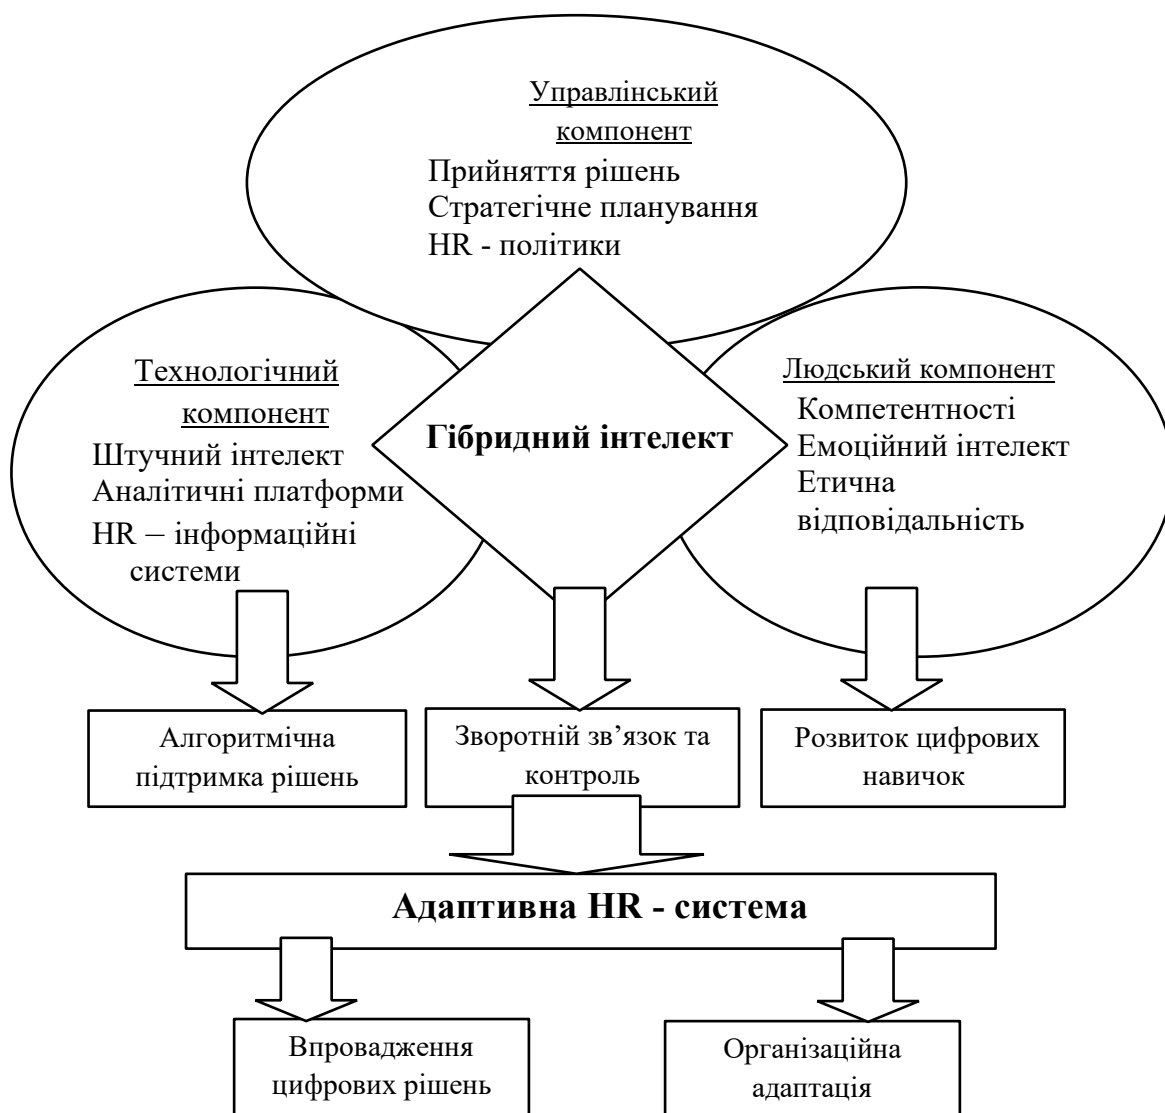 Управлінський
компонент
Прийняття рішень
Стратегічне планування
HR - політики
Технологічний
компонент
Штучний інтелект
Аналітичні платформи
HR – інформаційні
системи
Гібридний інтелект
Людський компонент
Компетентності
Емоційний інтелект
Етична
відповідальність
Алгоритмічна
підтримка рішень
Зворотній зв’язок та
контроль
Розвиток цифрових
навичок
Адаптивна HR - система
Впровадження
цифрових рішень
Організаційна
адаптація